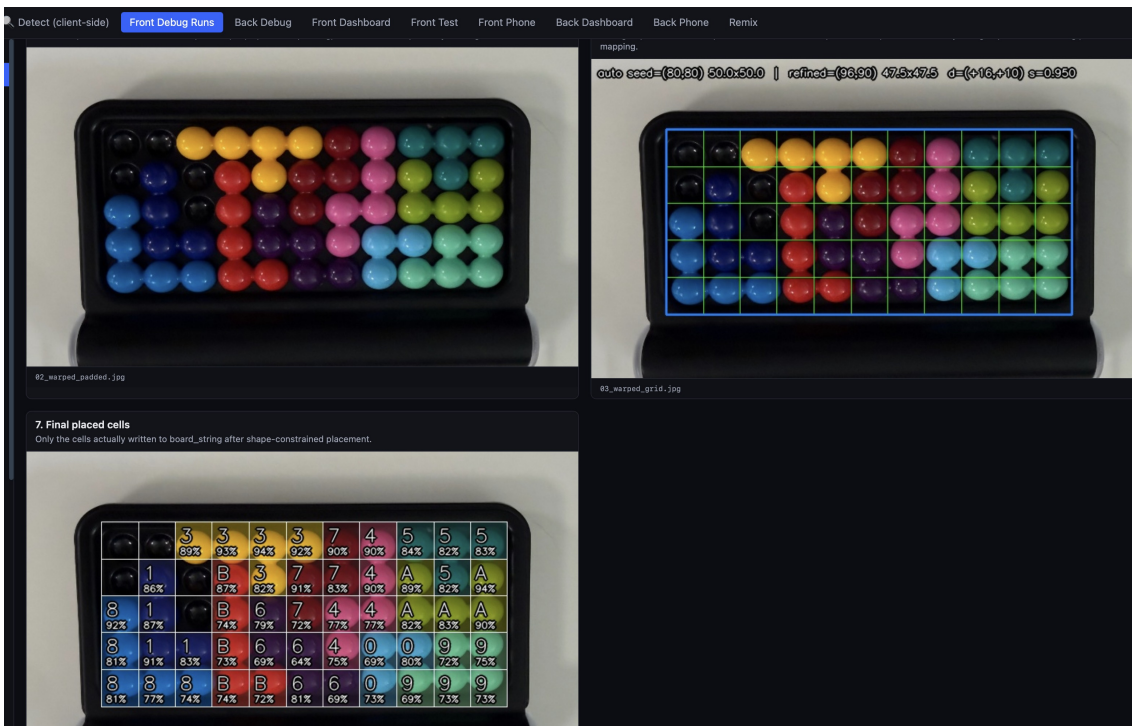 Detect (client-side) Front Debug Runs Back Debug Front Dashboard Front Test Front Phone Back Dashboard Back Phone Remix
mapping.
auto seed=(80,80) 50.0x50.0 | refined=(96,90) 47.5x47.5 d=(+16,+10) s=0.950
02_warped_padded.jpg
03_warped_grid.jpg
7. Final placed cells
Only the cells actually written to board_string after shape-constrained placement.
3 3 3 3 7 4 5 5 5
89% 93% 94% 92% 90% 90% 84% 82% 83%
1 B 3 7 7 4 A 5 A
86% 87% 82% 91% 83% 90% 89% 82% 94%
8 1 B 6 7 4 4 A A A
92% 87% 74% 79% 72% 77% 77% 82% 83% 90%
8 1 1 B 6 6 4 0 0 9 9
81% 91% 83% 73% 69% 64% 75% 69% 80% 72% 75%
8 8 8 B B 6 6 0 9 9 9
81% 77% 74% 74% 72% 81% 69% 73% 69% 73% 73%